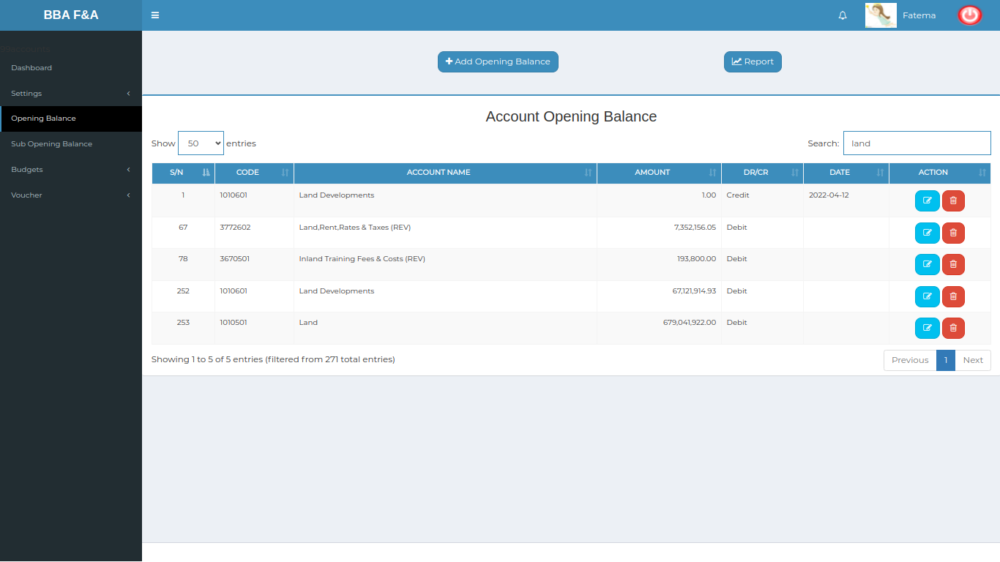 BBA F&A
Fatema
99accounts
Dashboard
Settings
Opening Balance
Sub Opening Balance
Budgets
Voucher
Add Opening Balance
Report
Account Opening Balance
Show 50 entries
Search: land
S/N CODE ACCOUNT NAME AMOUNT DR/CR DATE ACTION
1 1010601 Land Developments 1.00 Credit 2022-04-12
67 3772602 Land,Rent,Rates & Taxes (REV) 7,352,156.05 Debit
78 3670501 Inland Training Fees & Costs (REV) 193,800.00 Debit
252 1010601 Land Developments 67,121,914.93 Debit
253 1010501 Land 679,041,922.00 Debit
Showing 1 to 5 of 5 entries (filtered from 271 total entries)
Previous 1 Next